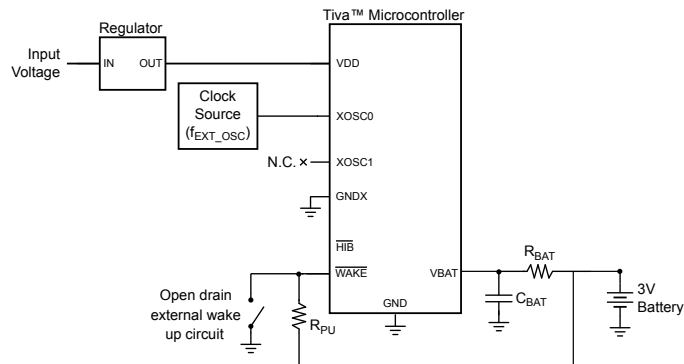 Tiva™ Microcontroller
Regulator
Input
Voltage
IN
OUT
VDD
Clock
Source
(fEXT_OSC)
XOSC0
N.C.
XOSC1
GNDX
HIB
WAKE
VBAT
RBAT
Open drain
external wake
up circuit
RPU
GND
CBAT
3V
Battery